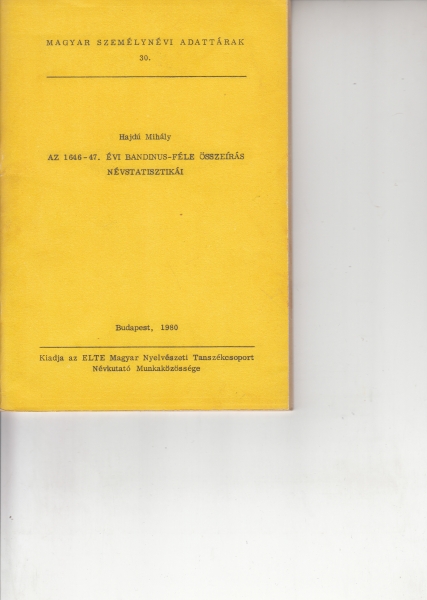 MAGYAR SZEMÉLYNÉVI ADATTÁRAK
30.
Hajdú Mihály
AZ 1646-47. ÉVI BANDINUS-FÉLE ÖSSZEÍRÁS
NÉVSTATISZTIKÁI
Budapest, 1980
Kiadja az ELTE Magyar Nyelvészeti Tanszékcsoport
Névkutató Munkaközössége